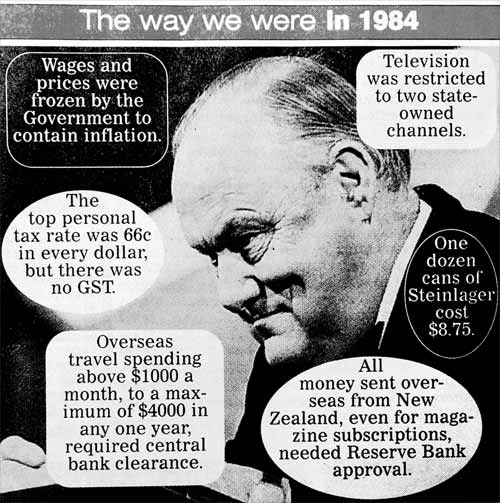 The way we were in 1984
Wages and
prices were
frozen by the
Government to
contain inflation.
Television
was restricted
to two state-
owned
channels.
The
top personal
tax rate was 66c
in every dollar,
but there was
no GST.
One
dozen
cans of
Steinlager
cost
$8.75.
Overseas
travel spending
above $1000 a
month, to a max-
imum of $4000 in
any one year,
required central
bank clearance.
All
money sent over-
seas from New
Zealand, even for maga-
zine subscriptions,
needed Reserve Bank
approval.